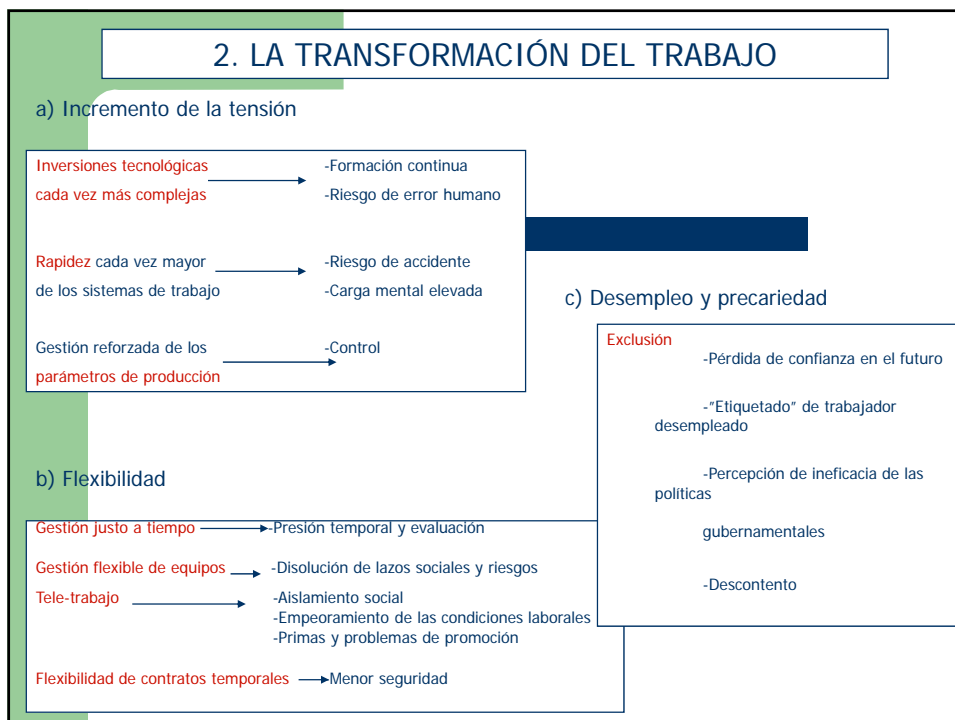 2. LA TRANSFORMACIÓN DEL TRABAJO
a) Incremento de la tensión
Inversiones tecnológicas
cada vez más complejas
-Formación continua
-Riesgo de error humano
Rapidez cada vez mayor
de los sistemas de trabajo
-Riesgo de accidente
-Carga mental elevada
Gestión reforzada de los
parámetros de producción
-Control
b) Flexibilidad
Gestión justo a tiempo
-Presión temporal y evaluación
Gestión flexible de equipos
-Disolución de lazos sociales y riesgos
Tele-trabajo
-Aislamiento social
-Empeoramiento de las condiciones laborales
-Primas y problemas de promoción
Flexibilidad de contratos temporales
-Menor seguridad
c) Desempleo y precariedad
Exclusión
-Pérdida de confianza en el futuro
-"Etiquetado" de trabajador
desempleado
-Percepción de ineficacia de las
políticas
gubernamentales
-Descontento